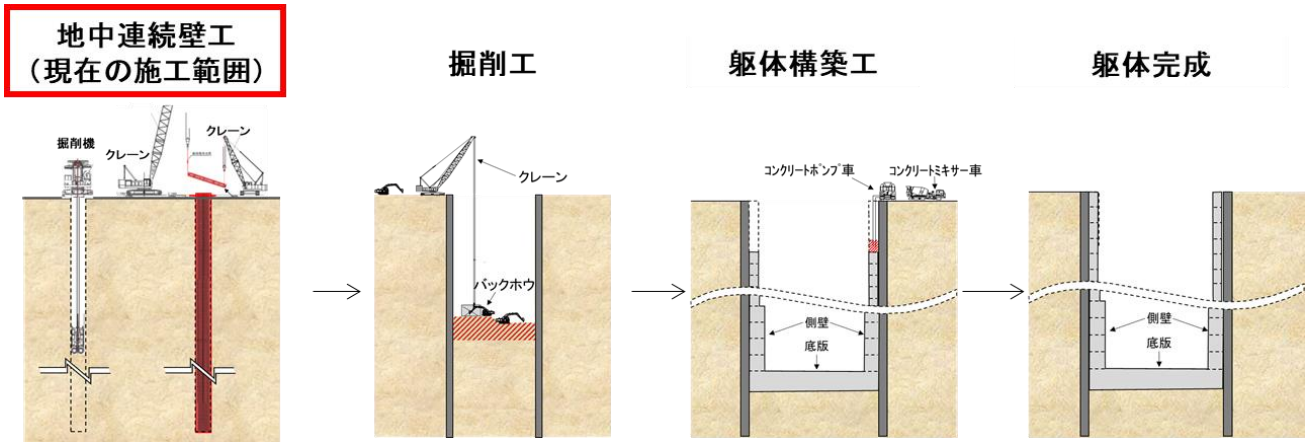 地中連続壁工
（現在の施工範囲）
掘削工
躯体構築工
躯体完成
掘削機
クレーン
クレーン
クレーン
バックホウ
コンクリートポンプ車
コンクリートミキサー車
側壁
底版
側壁
底版